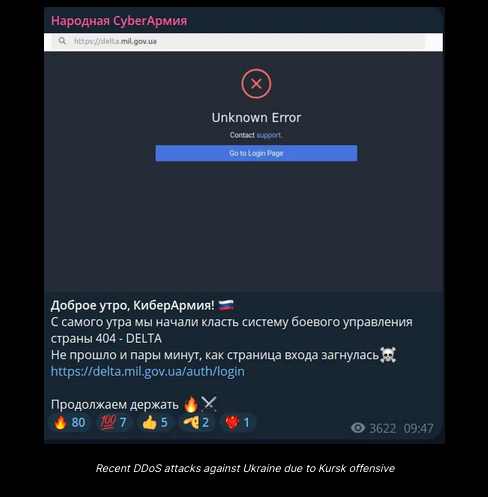 Народная CyberАрмия
https://delta.mil.gov.ua
Unknown Error
Contact support.
Go to Login Page
Доброе утро, КиберАрмия! 🇷🇺
С самого утра мы начали класть систему боевого управления
страны 404 - DELTA
Не прошло и пары минут, как страница входа загнулась☠️
https://delta.mil.gov.ua/auth/login
Продолжаем держать 🔥⚔️
🔥 80 💯 7 👍 5 🫡 2 ❤️‍🔥 1 3622 09:47
Recent DDoS attacks against Ukraine due to Kursk offensive